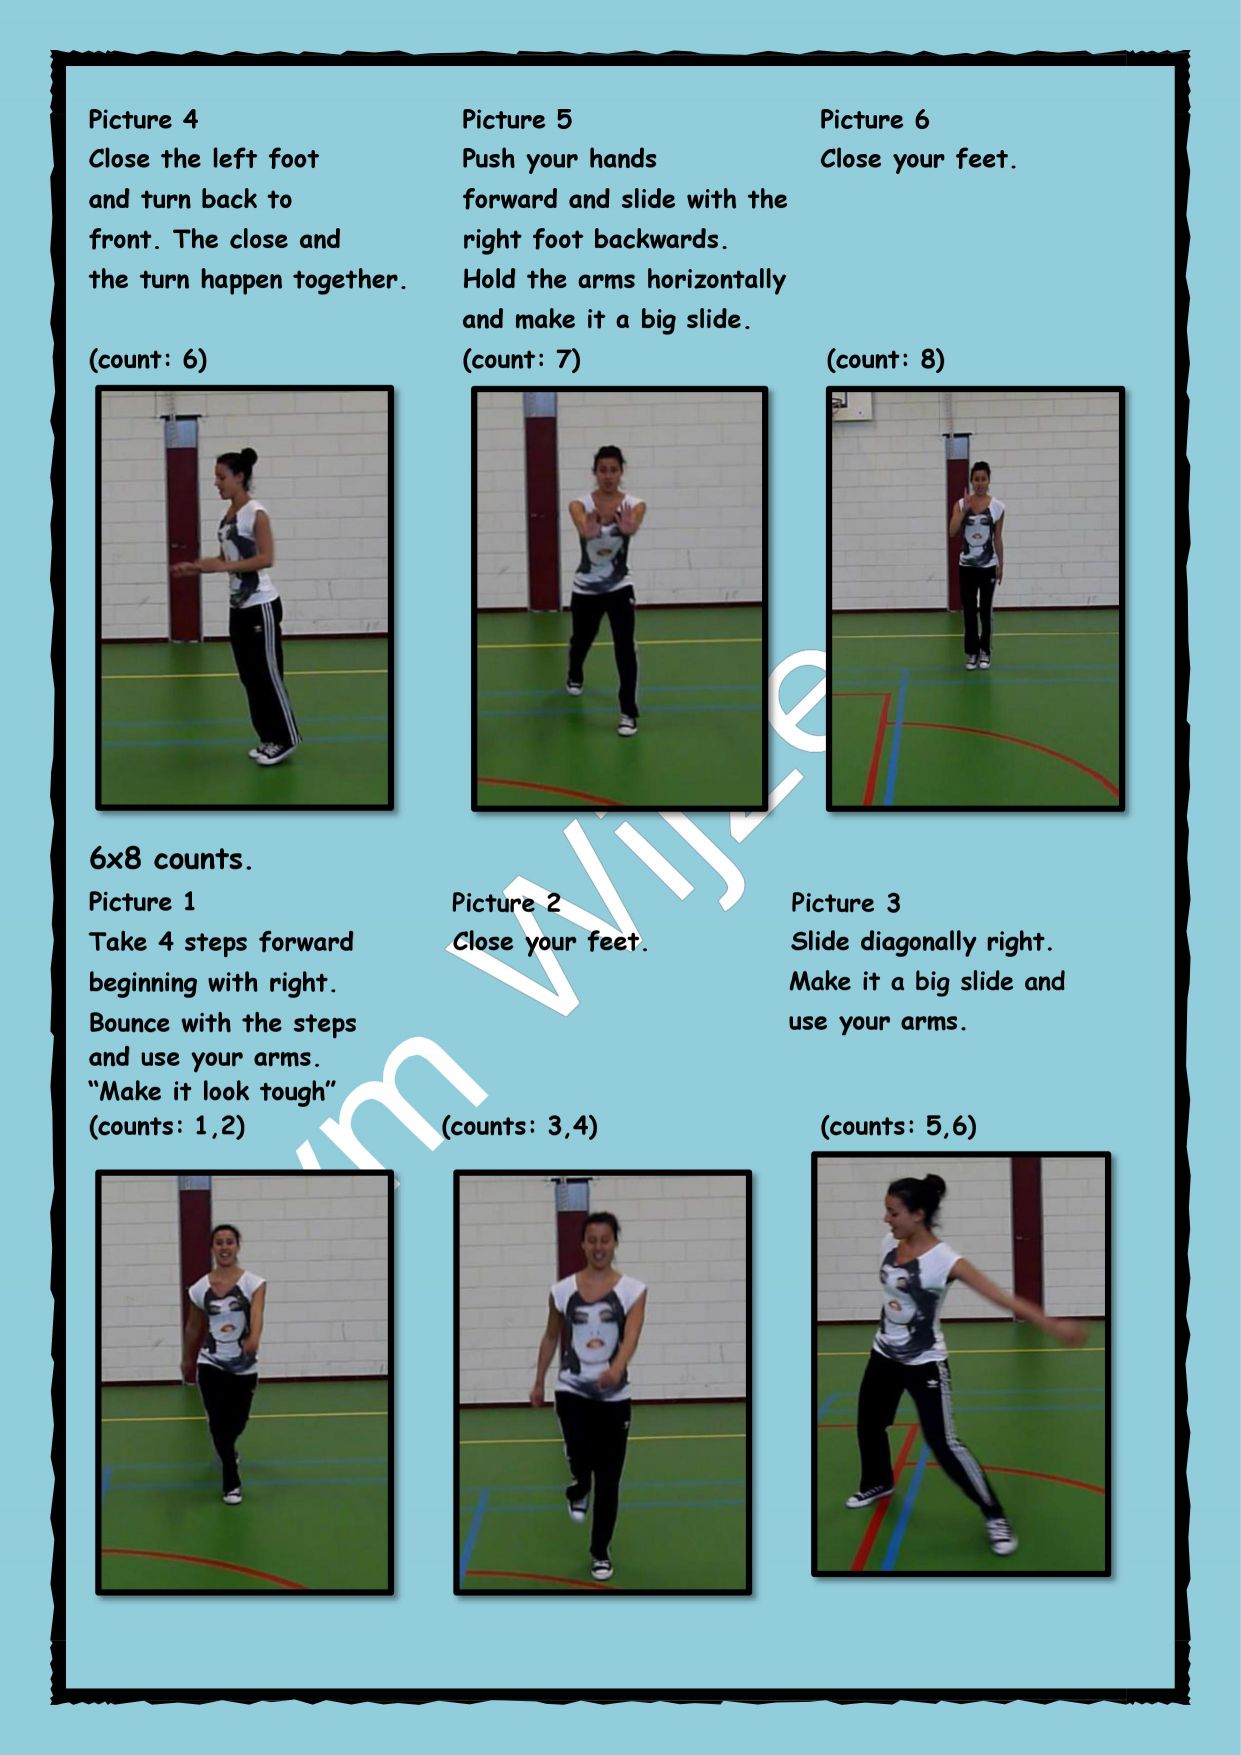 Picture 4
Close the left foot
and turn back to
front. The close and
the turn happen together.
(count: 6)
Picture 5
Push your hands
forward and slide with the
right foot backwards.
Hold the arms horizontally
and make it a big slide.
(count: 7)
Picture 6
Close your feet.
(count: 8)
6x8 counts.
Picture 1
Take 4 steps forward
beginning with right.
Bounce with the steps
and use your arms.
“Make it look tough”
(counts: 1,2)
Picture 2
Close your feet.
(counts: 3,4)
Picture 3
Slide diagonally right.
Make it a big slide and
use your arms.
(counts: 5,6)